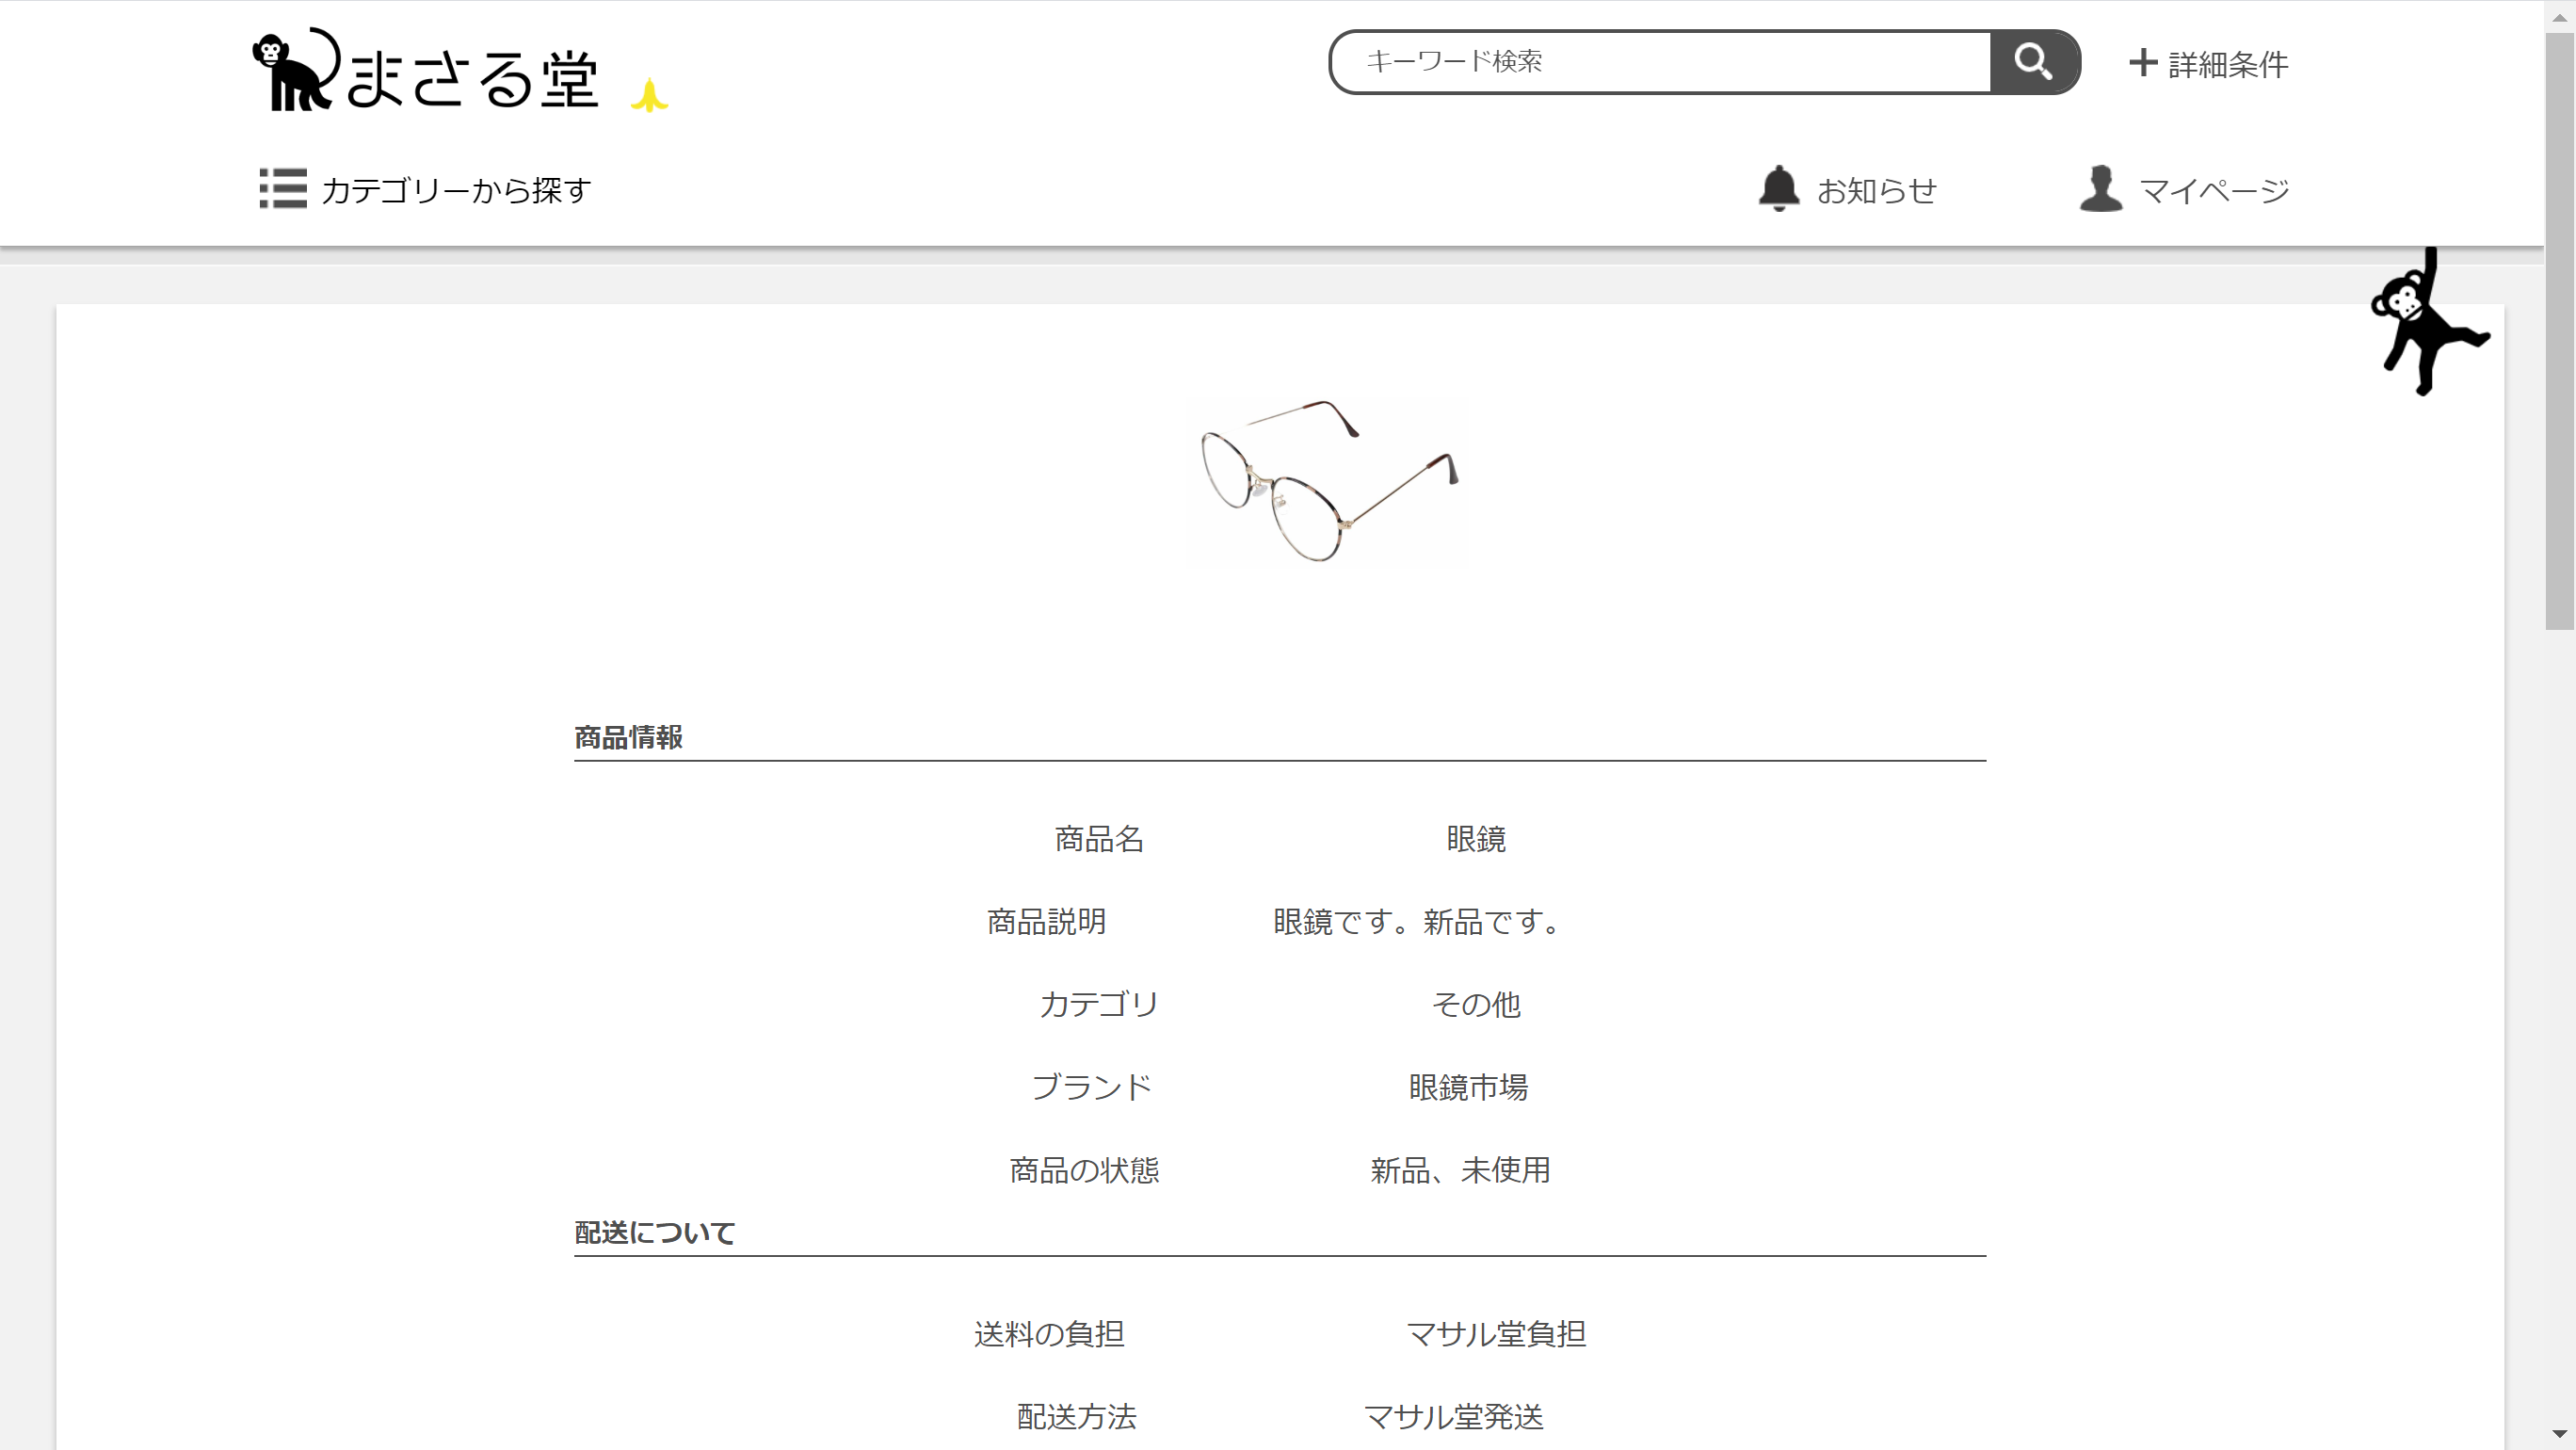 まさる堂
キーワード検索
詳細条件
カテゴリーから探す
お知らせ
マイページ
商品情報
商品名 眼鏡
商品説明 眼鏡です。新品です。
カテゴリ その他
ブランド 眼鏡市場
商品の状態 新品、未使用
配送について
送料の負担 マサル堂負担
配送方法 マサル堂発送